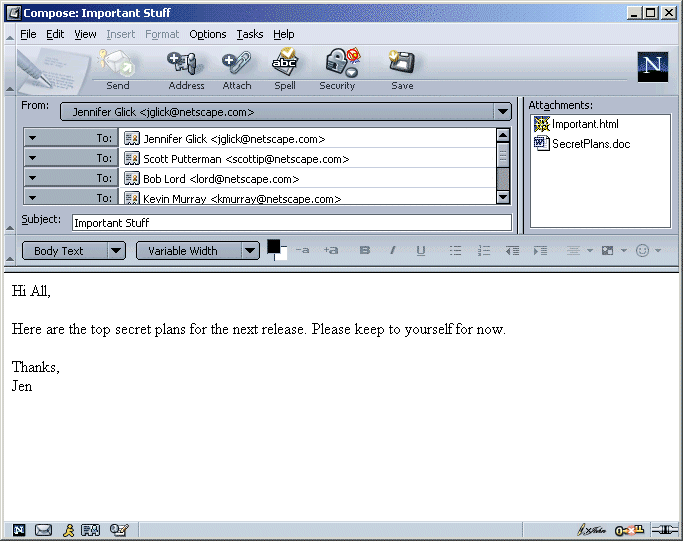 Compose: Important Stuff
File Edit View Insert Format Options Tasks Help
Send Address Attach Spell Security Save
N
From: Jennifer Glick <jglick@netscape.com>
To: Jennifer Glick <jglick@netscape.com>
To: Scott Putterman <scottip@netscape.com>
To: Bob Lord <lord@netscape.com>
To: Kevin Murray <kmurray@netscape.com>
Subject: Important Stuff
Attachments:
Important.html
SecretPlans.doc
Body Text Variable Width -a +a B I U
Hi All,
Here are the top secret plans for the next release. Please keep to yourself for now.
Thanks,
Jen